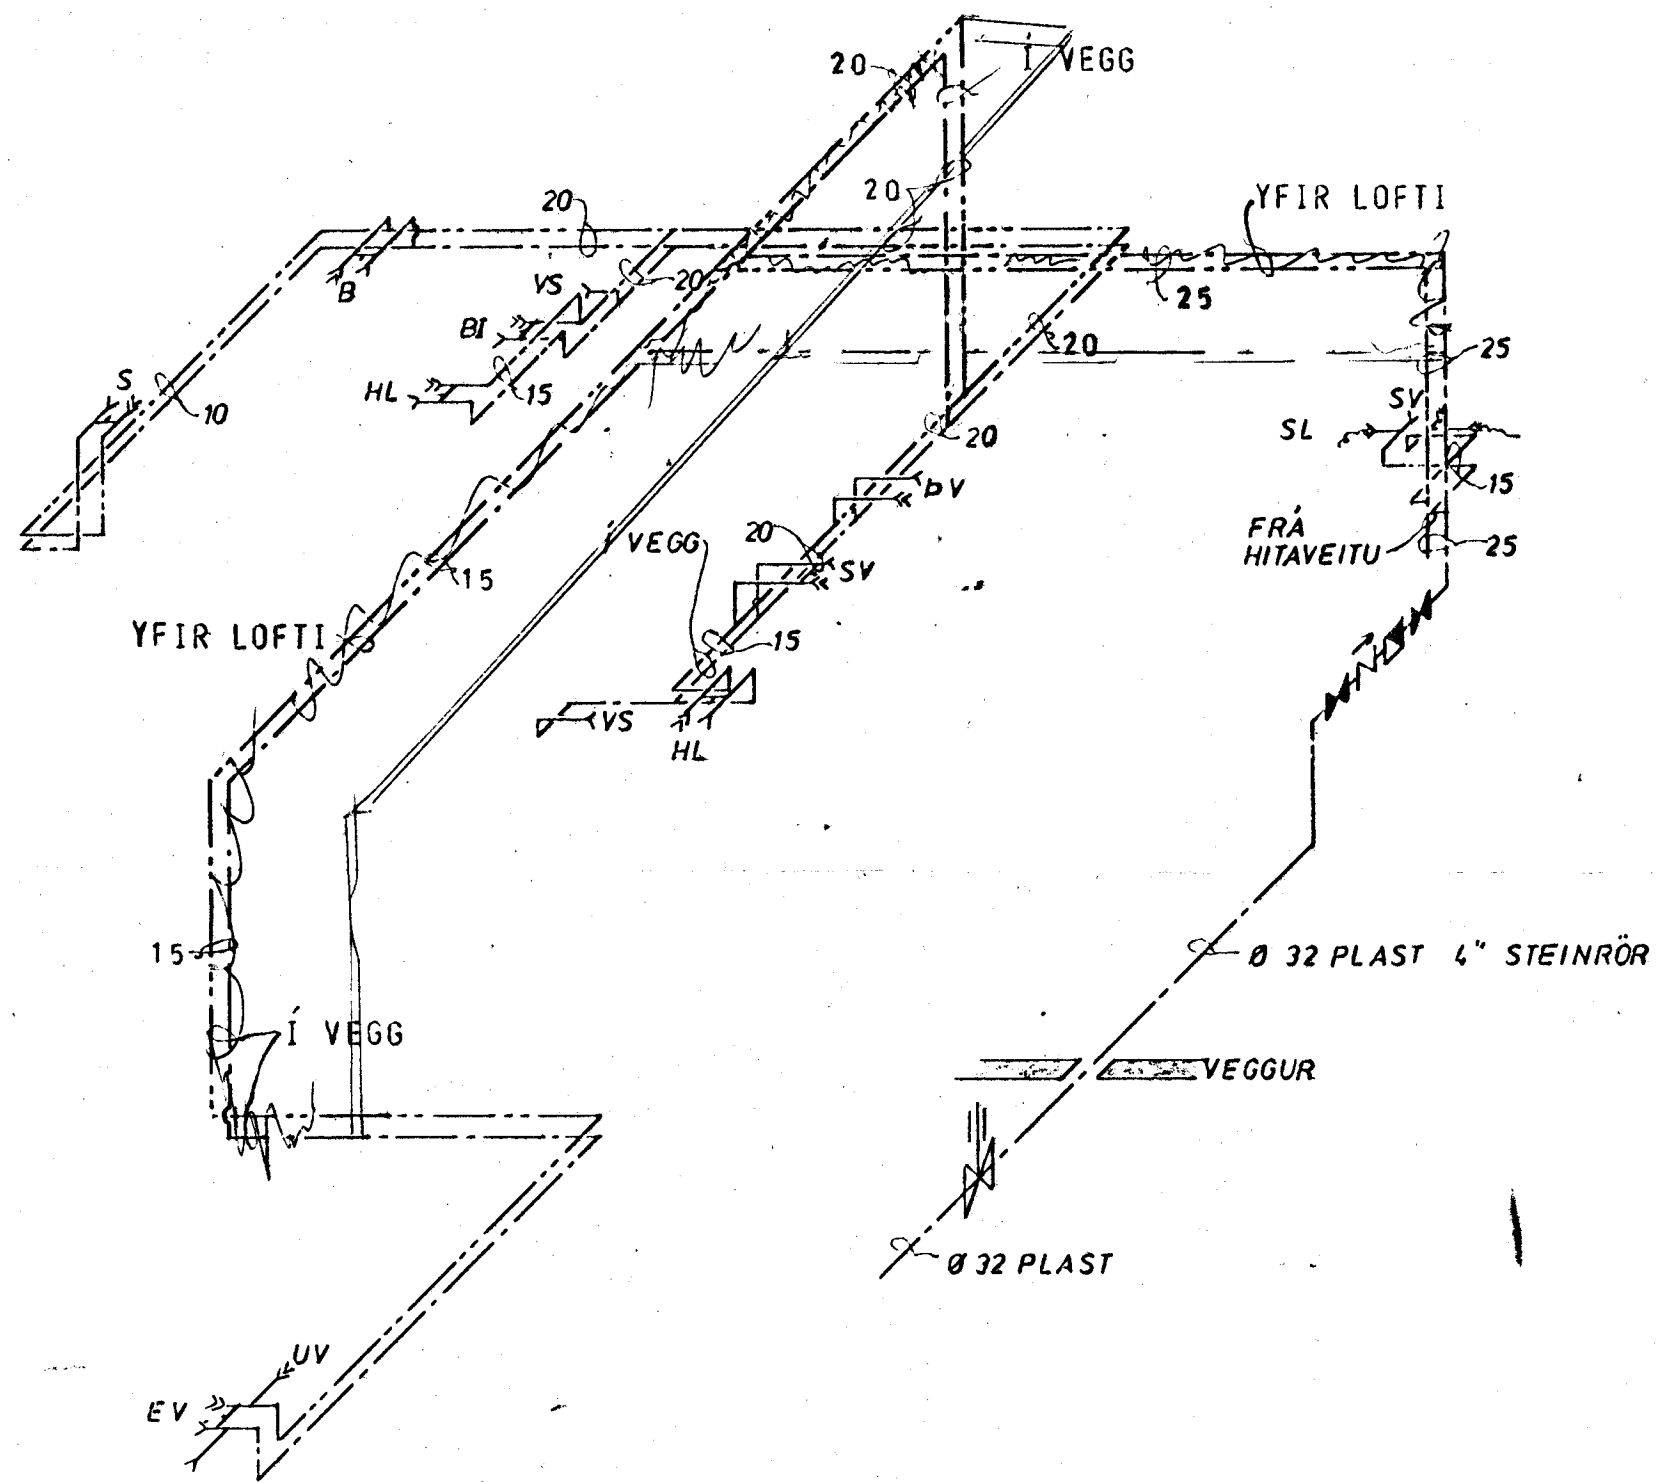 20
Í VEGG
20
20
YFIR LOFTI
B
VS
20
25
BI
20
25
S
HL
15
10
SV
SL
20
15
ÞV
VEGG
20
FRÁ
HITAVEITU
25
SV
15
YFIR LOFTI
15
VS
HL
15
Ø 32 PLAST 4" STEINRÖR
Í VEGG
VEGGUR
Ø 32 PLAST
UV
EV